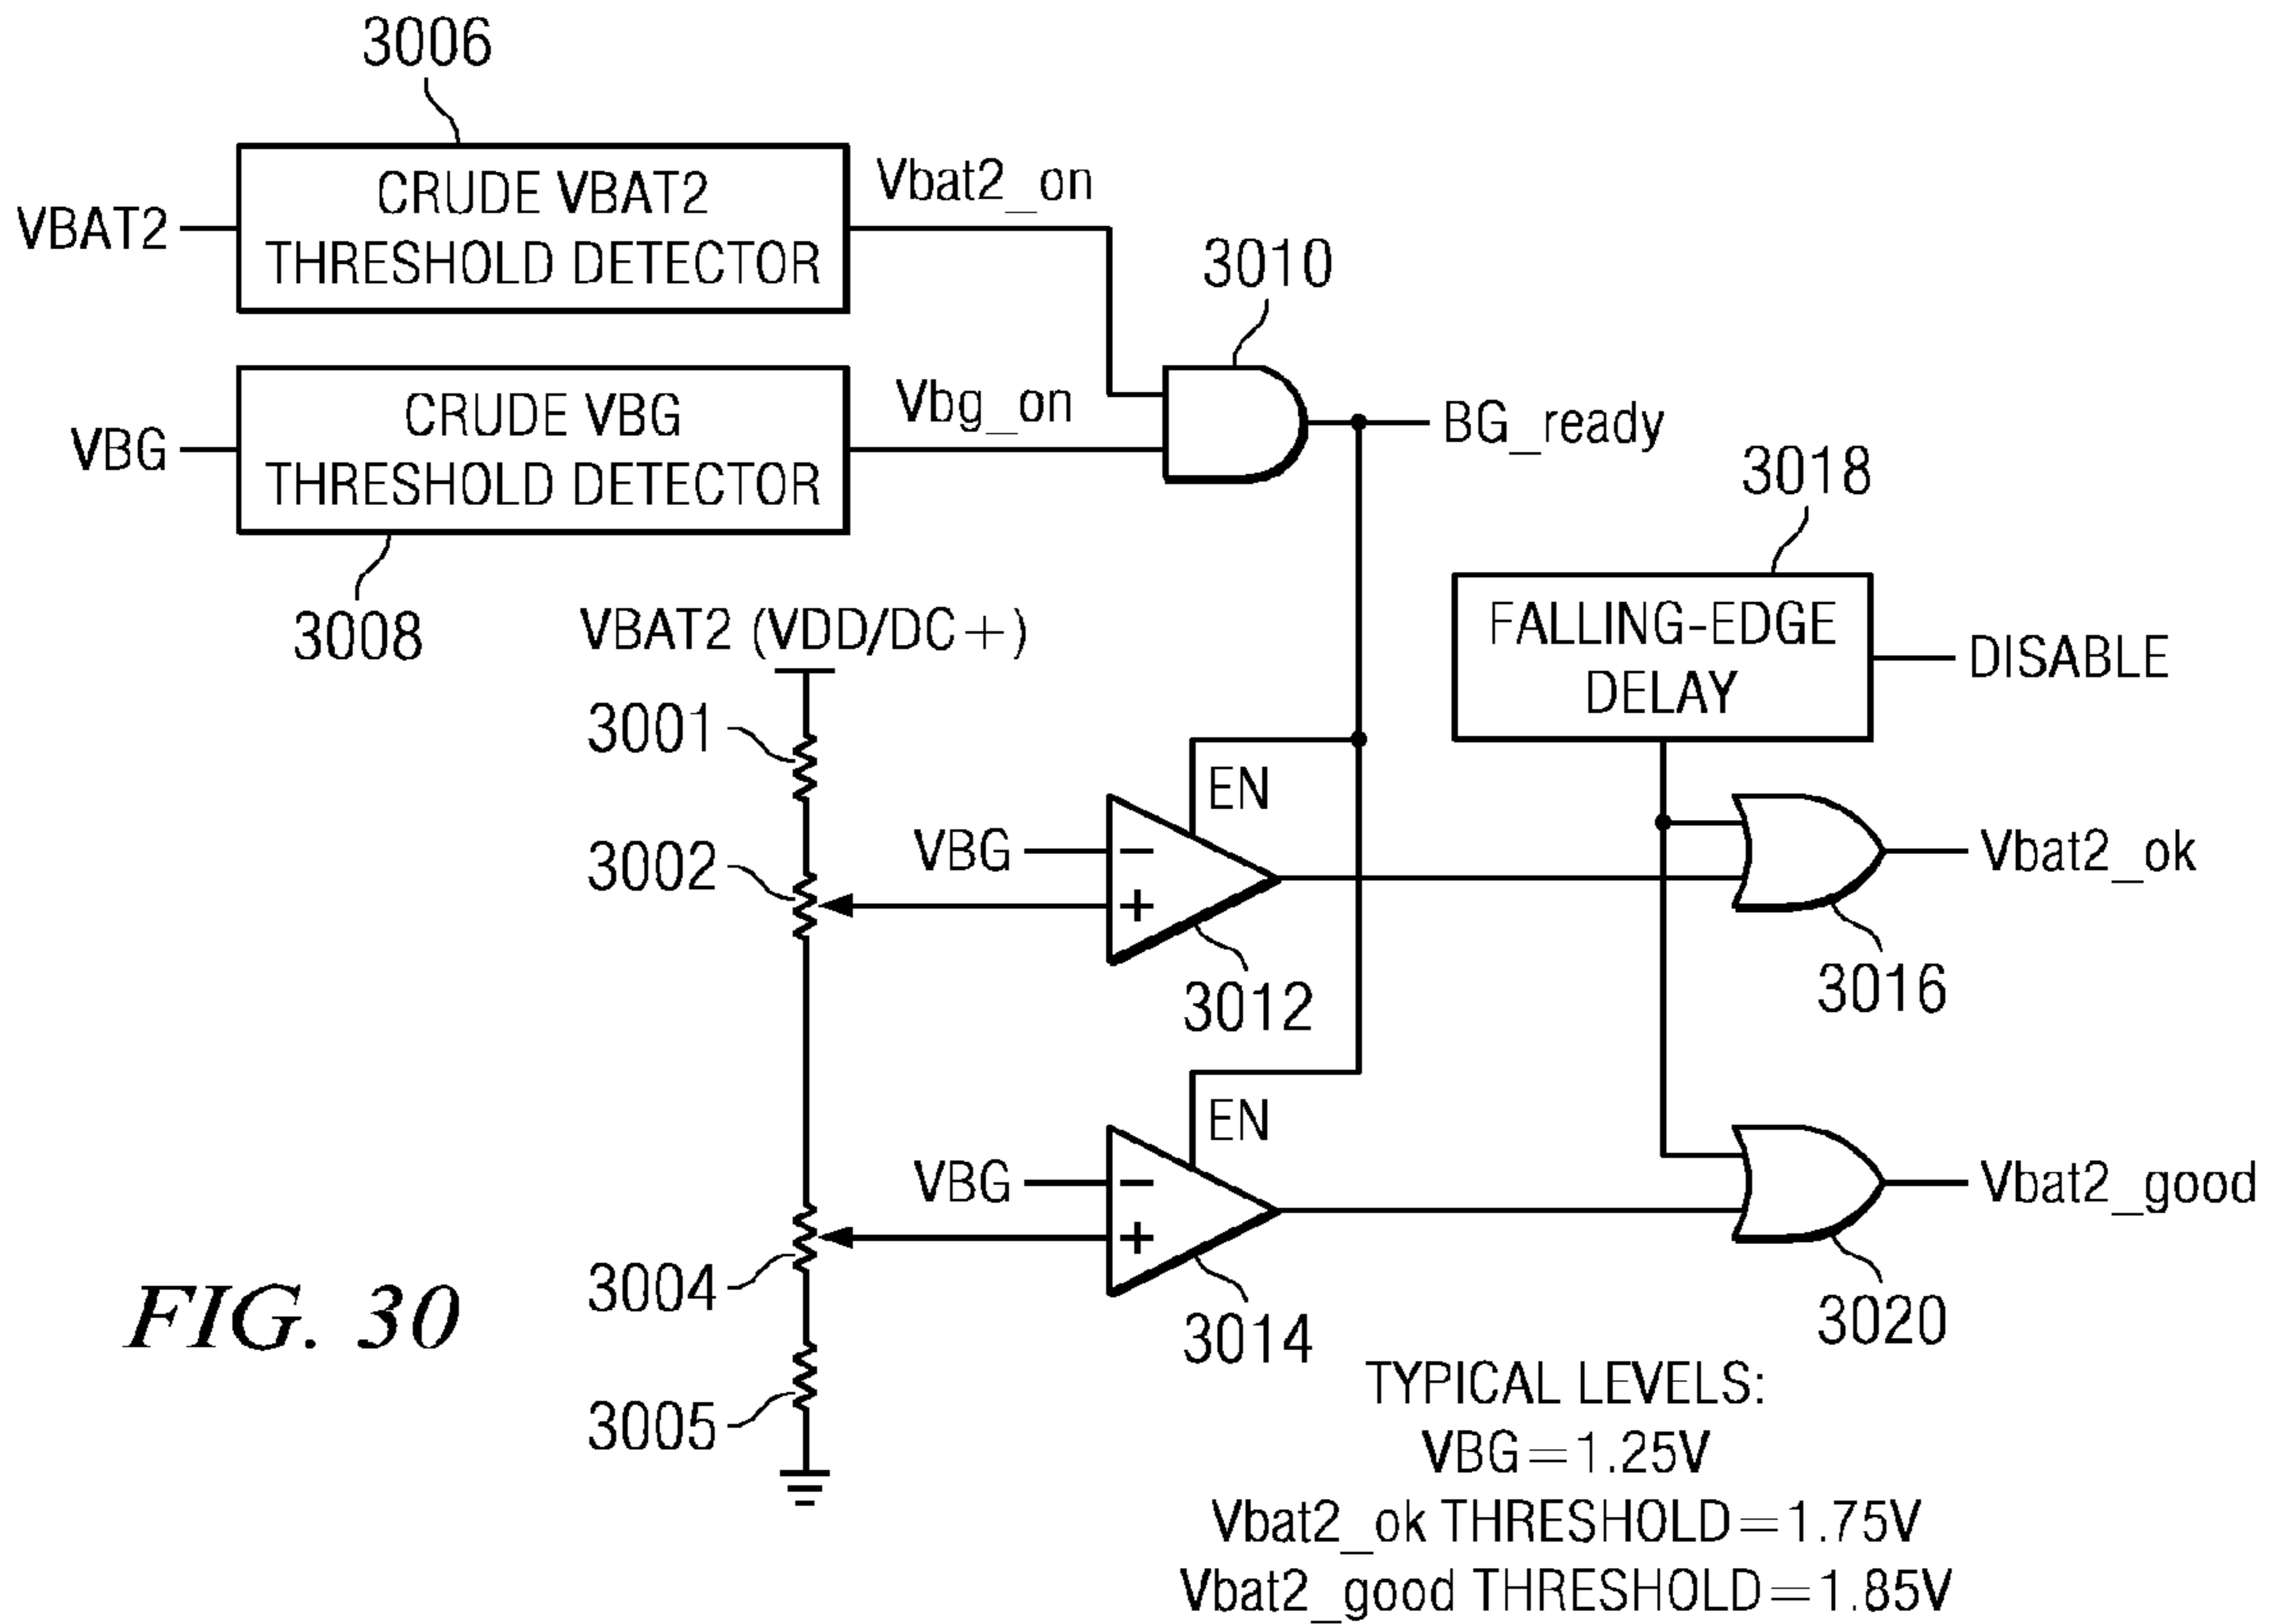 3006
CRUDE VBAT2
THRESHOLD DETECTOR
VBAT2
Vbat2_on
3010
CRUDE VBG
THRESHOLD DETECTOR
VBG
Vbg_on
BG_ready
3008
3018
FALLING-EDGE
DELAY
DISABLE
VBAT2 (VDD/DC+)
3001
3002
EN
VBG
−
+
3012
Vbat2_ok
3016
EN
VBG
−
+
3004
3014
Vbat2_good
3020
3005
FIG. 30
TYPICAL LEVELS:
VBG=1.25V
Vbat2_ok THRESHOLD=1.75V
Vbat2_good THRESHOLD=1.85V